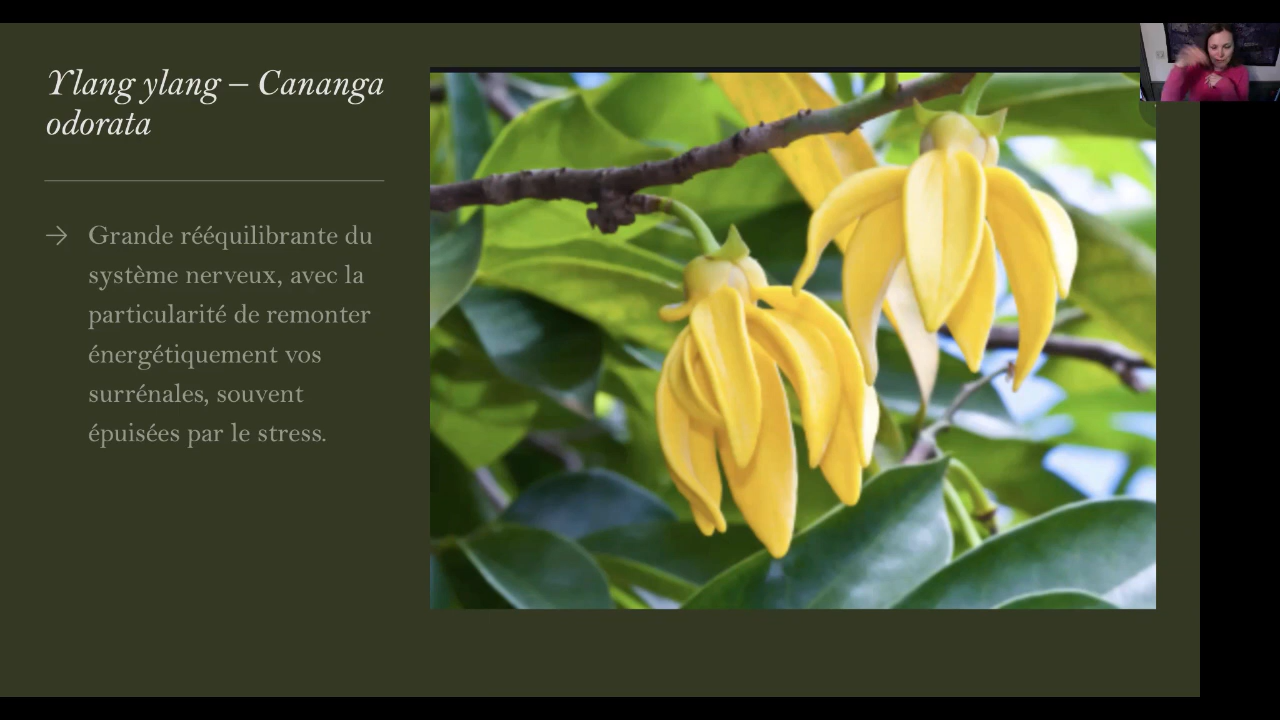 Ylang ylang – Cananga
odorata
→ Grande rééquilibrante du
système nerveux, avec la
particularité de remonter
énergétiquement vos
surrénales, souvent
épuisées par le stress.